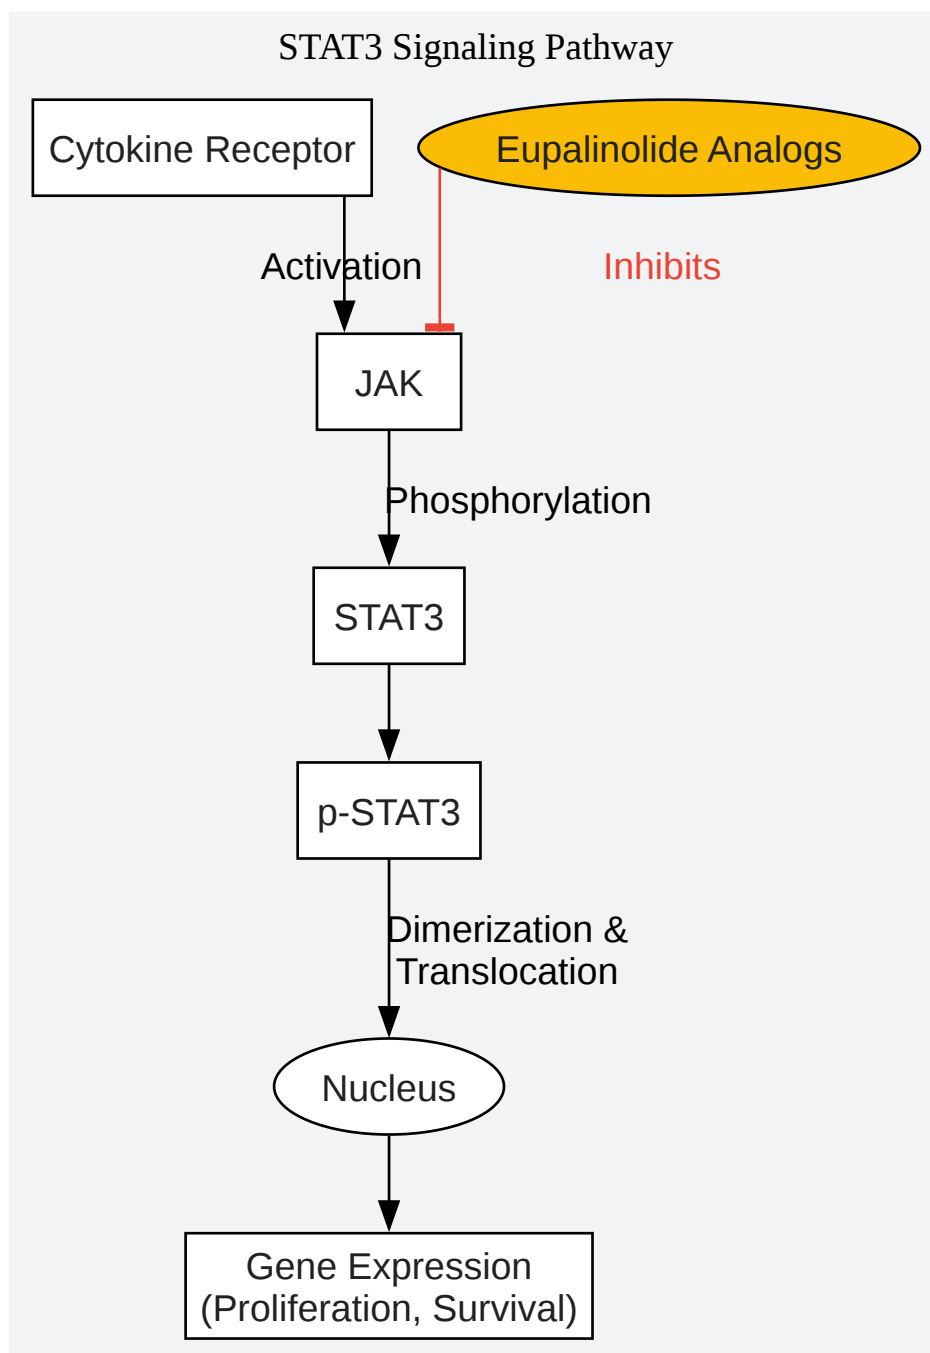 STAT3 Signaling Pathway
Cytokine Receptor
Eupalinolide Analogs
Activation
Inhibits
JAK
Phosphorylation
STAT3
p-STAT3
Dimerization &
Translocation
Nucleus
Gene Expression
(Proliferation, Survival)